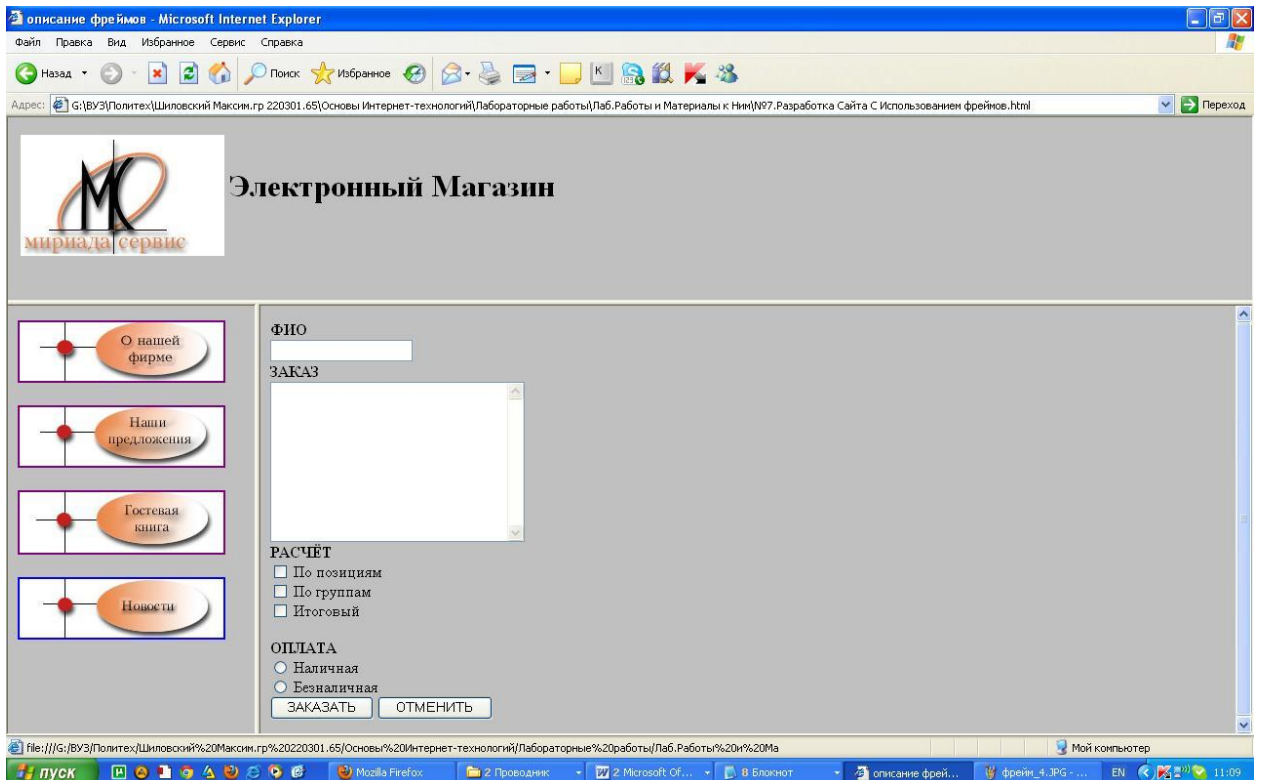 описание фреймов - Microsoft Internet Explorer
Файл Правка Вид Избранное Сервис Справка
Назад Поиск Избранное
Адрес: G:\ВУЗ\Политех\Шиловский Максим.гр 220301.65\Основы Интернет-технологий\Лабораторные работы\Лаб.Работы и Материалы к Ним\№7.Разработка Сайта С Использованием фреймов.html Переход
МС
мириада сервис
Электронный Магазин
О нашей
фирме
Наши
предложения
Гостевая
книга
Новости
ФИО
ЗАКАЗ
РАСЧЁТ
По позициям
По группам
Итоговый
ОПЛАТА
Наличная
Безналичная
ЗАКАЗАТЬ ОТМЕНИТЬ
file:///G:/ВУЗ/Политех/Шиловский%20Максим.гр%20220301.65/Основы%20Интернет-технологий/Лабораторные%20работы/Лаб.Работы%20и%20Ма Мой компьютер
пуск Mozilla Firefox 2 Проводник 2 Microsoft Of... 8 Блокнот описание фрей... фрейм_4.JPG - ... EN 11:09